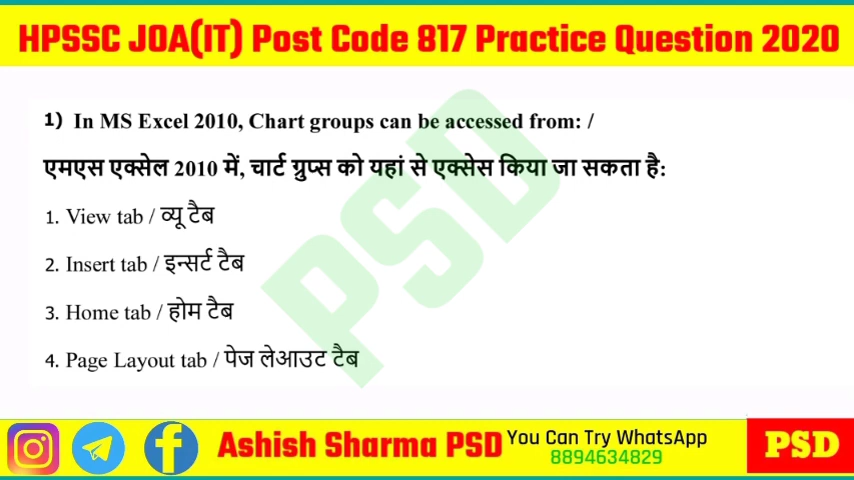 HPSSC JOA(IT) Post Code 817 Practice Question 2020
1) In MS Excel 2010, Chart groups can be accessed from: /
एमएस एक्सेल 2010 में, चार्ट ग्रुप्स को यहां से एक्सेस किया जा सकता है:
1. View tab / व्यू टैब
2. Insert tab / इन्सर्ट टैब
3. Home tab / होम टैब
4. Page Layout tab / पेज लेआउट टैब
PSD
Ashish Sharma PSD
You Can Try WhatsApp
8894634829
PSD